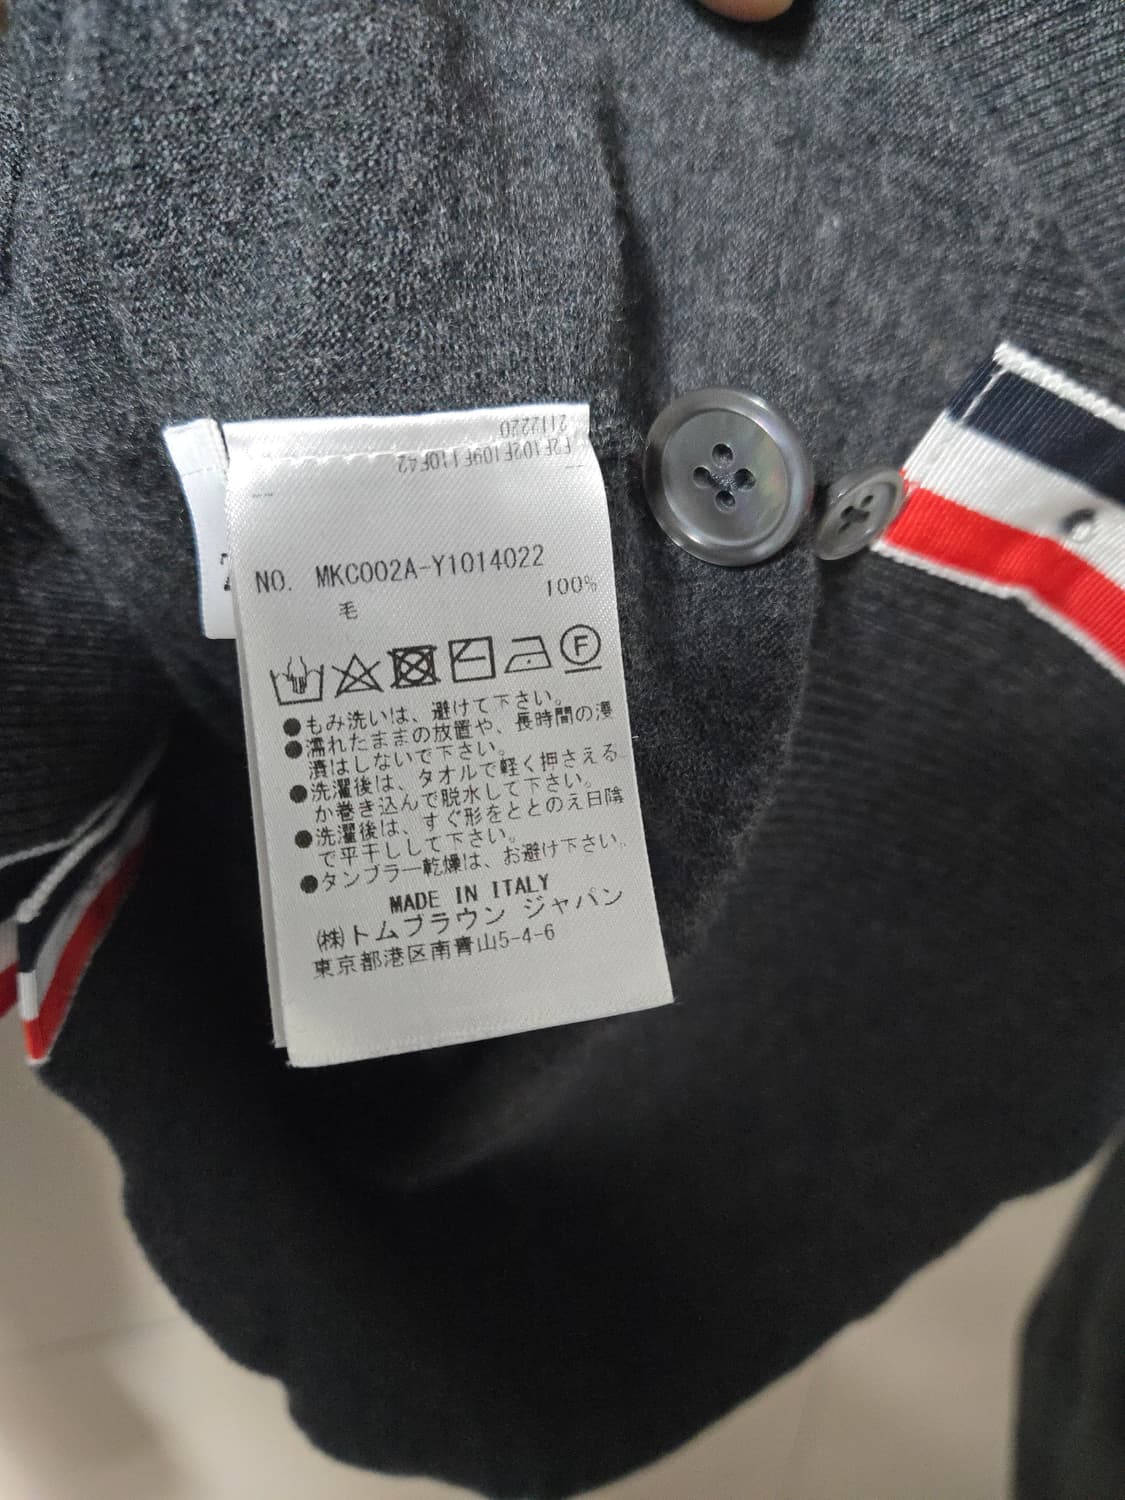 2112220
F2F102F109F110F42
NO. MKC002A-Y1014022
100%
毛
F
●もみ洗いは、避けて下さい。
●濡れたままの放置や、長時間の浸
漬はしないで下さい。
●洗濯後は、タオルで軽く押さえる
か巻き込んで脱水して下さい。
●洗濯後は、すぐ形をととのえ日陰
で平干しして下さい。
●タンブラー乾燥は、お避け下さい。
MADE IN ITALY
㈱トムブラウン ジャパン
東京都港区南青山5-4-6